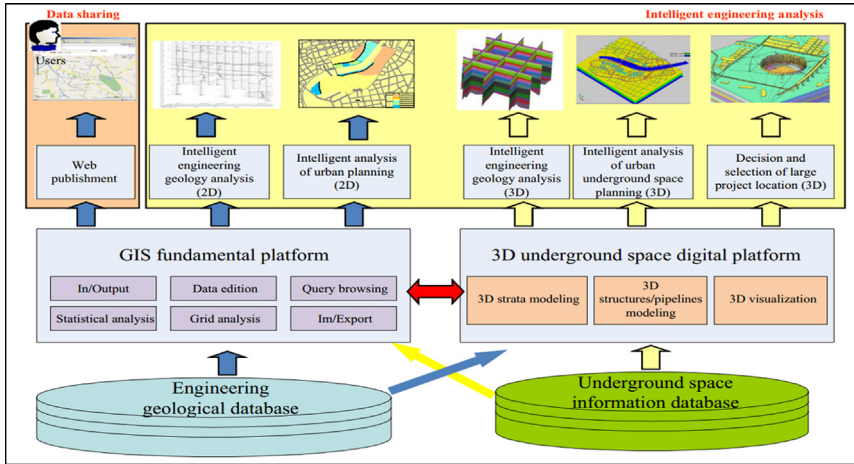 Data sharing
Intelligent engineering analysis
Users
Web
publishment
Intelligent
engineering
geology analysis
(2D)
Intelligent analysis
of urban planning
(2D)
Intelligent
engineering
geology analysis
(3D)
Intelligent analysis
of urban
underground space
planning (3D)
Decision and
selection of large
project location (3D)
GIS fundamental platform
In/Output
Data edition
Query browsing
Statistical analysis
Grid analysis
Im/Export
3D underground space digital platform
3D strata modeling
3D
structures/pipelines
modeling
3D visualization
Engineering
geological database
Underground space
information database